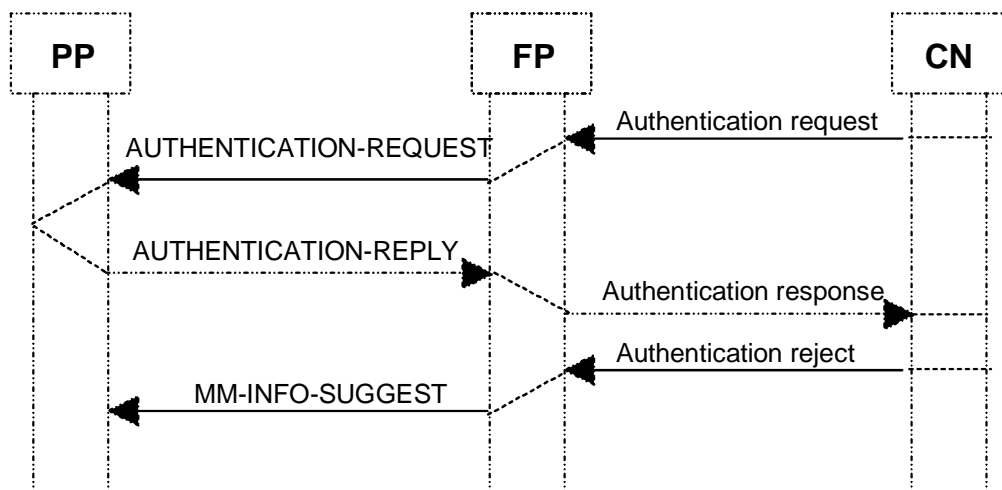 PP
FP
CN
Authentication request
AUTHENTICATION-REQUEST
AUTHENTICATION-REPLY
Authentication response
Authentication reject
MM-INFO-SUGGEST